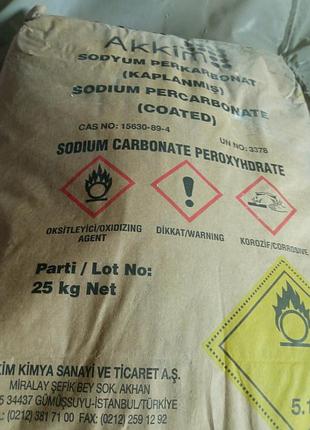 Akkim
SODYUM PERKARBONAT
(KAPLANMIŞ)
SODIUM PERCARBONATE
(COATED)
CAS NO: 15630-89-4
UN NO: 3378
SODIUM CARBONATE PEROXYHDRATE
OKSİTLEYİCİ/OXIDIZING
AGENT
DİKKAT/WARNING
KOROZİF/CORROSIVE
Parti / Lot No:
25 kg Net
5.1
KİM KİMYA SANAYİ VE TİCARET A.Ş.
MİRALAY ŞEFİK BEY SOK. AKHAN
5 34437 GÜMÜŞSUYU-İSTANBUL/TÜRKİYE
(0212) 381 71 00 FAX: (0212) 259 12 92